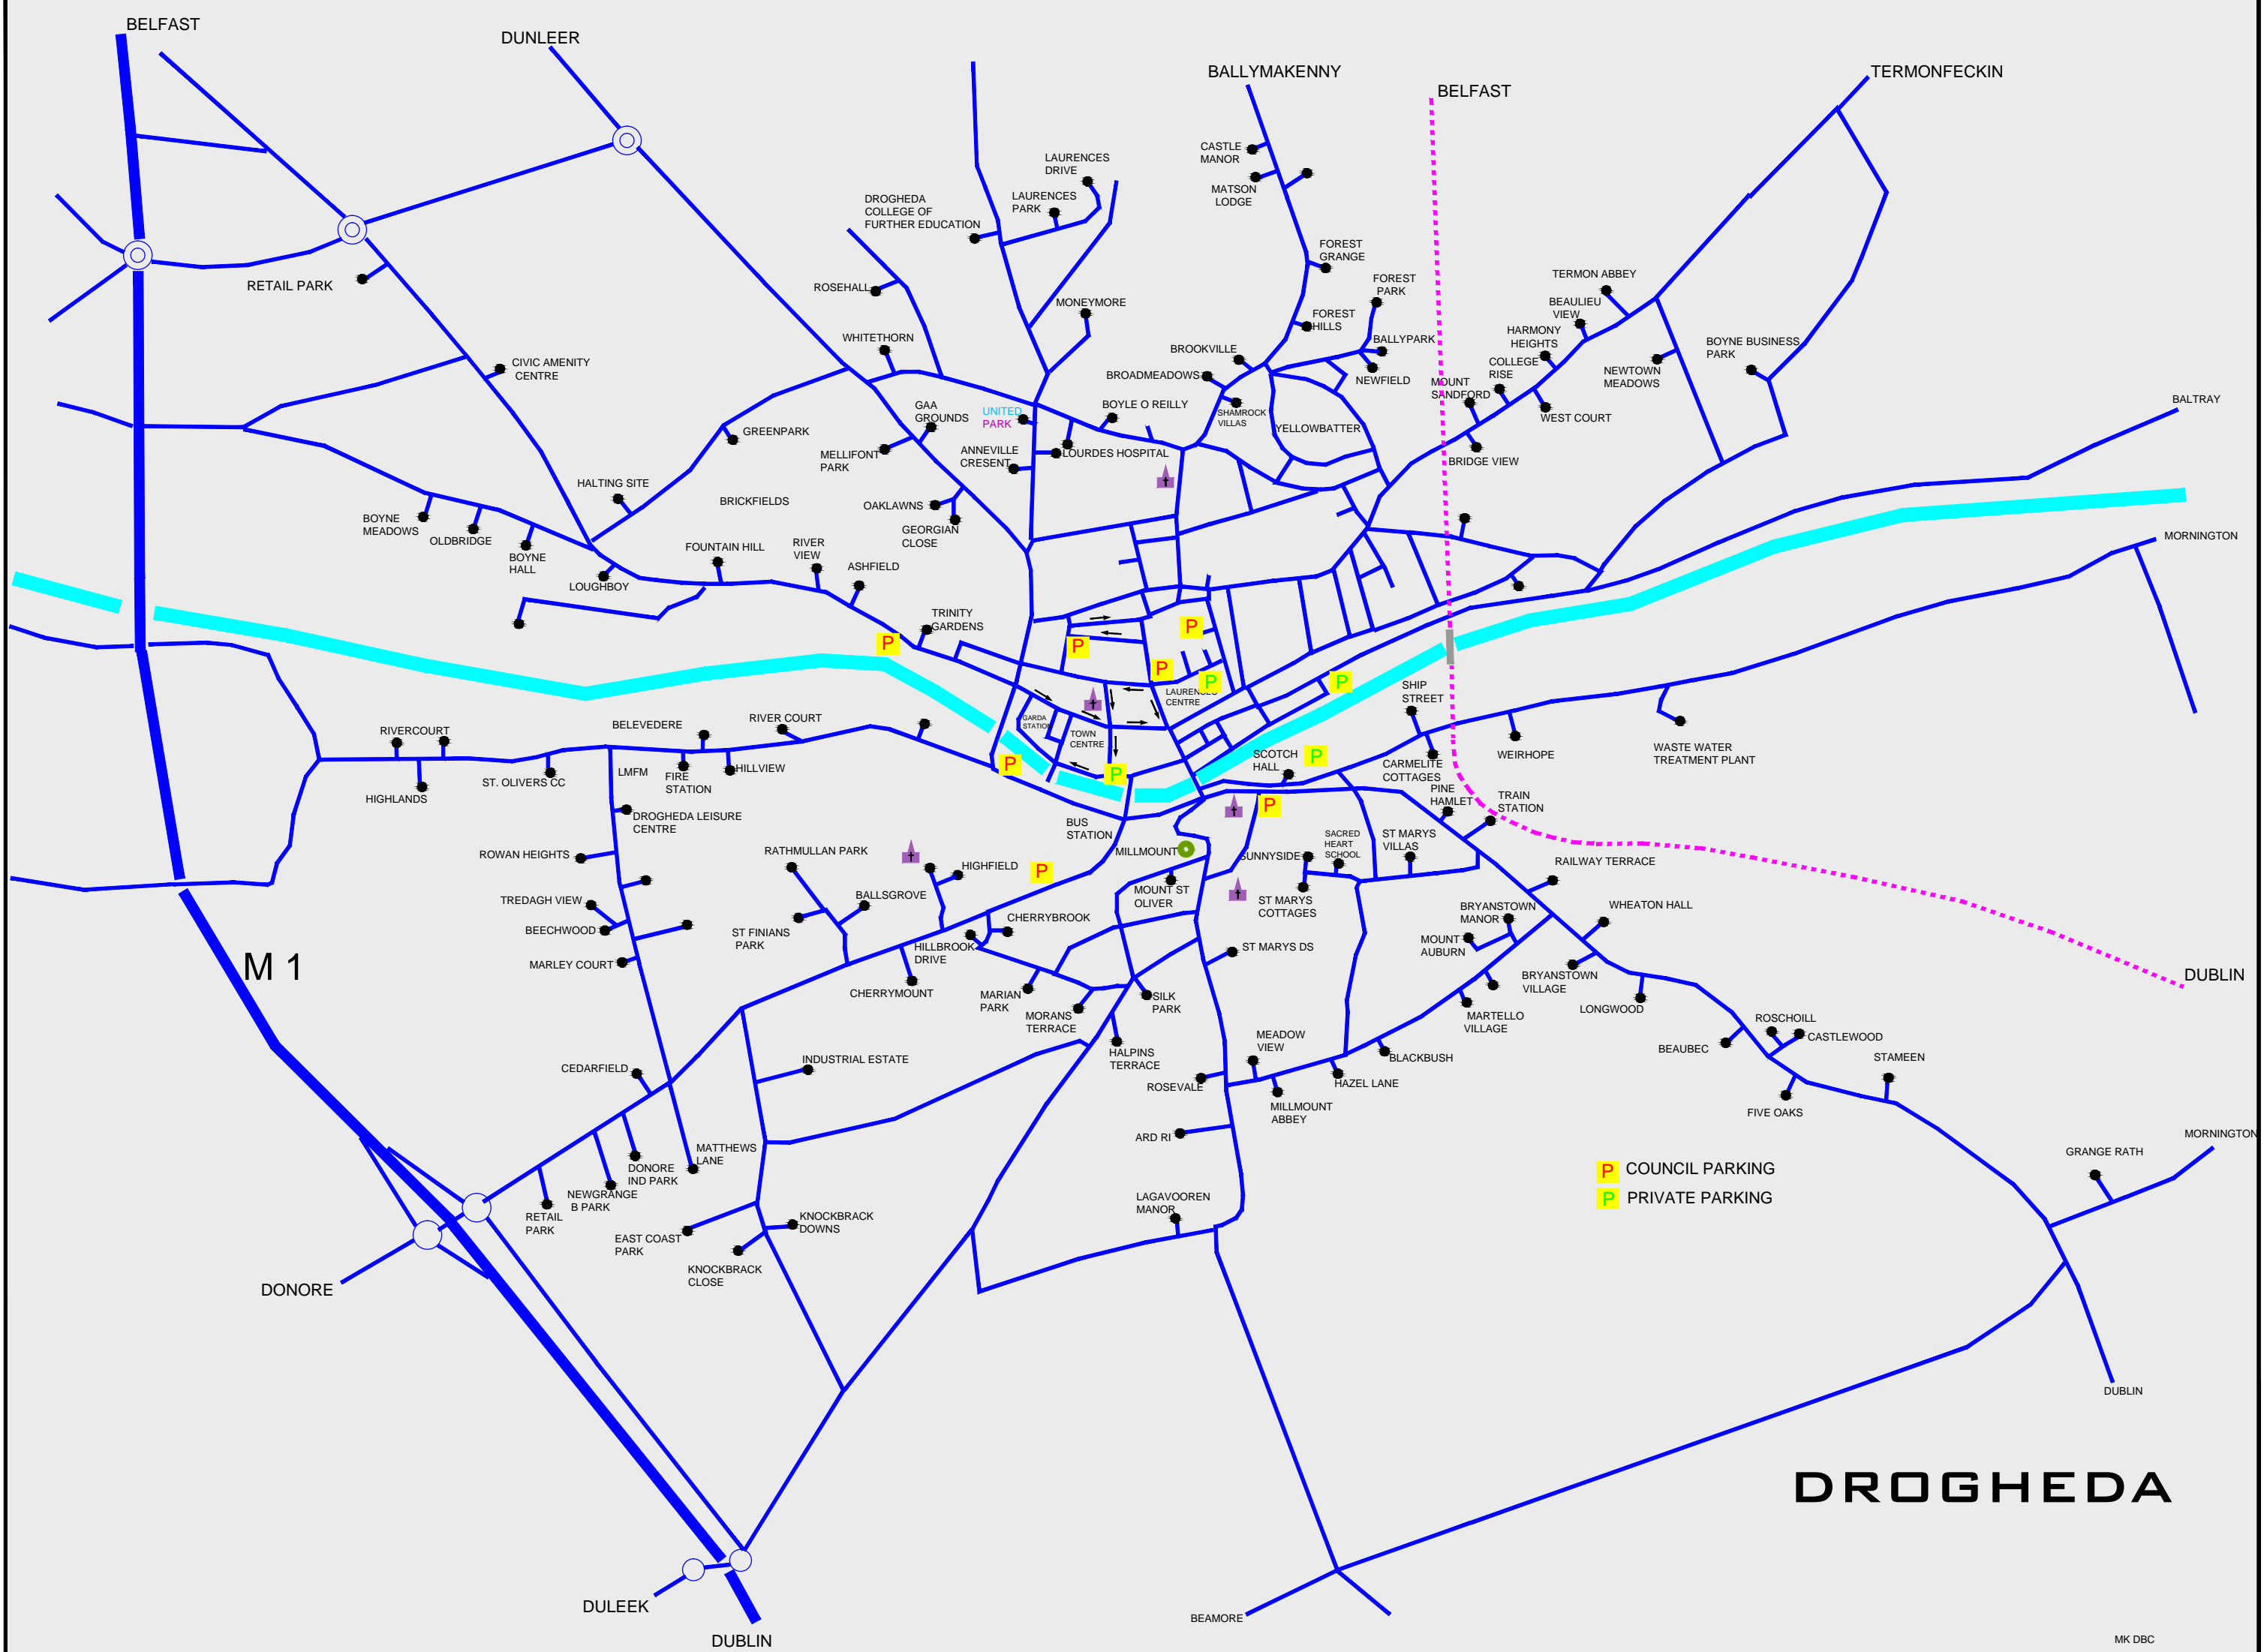 BELFAST
DUNLEER
BALLYMAKENNY
BELFAST
TERMONFECKIN
CASTLE
MANOR
MATSON
LODGE
LAURENCES
DRIVE
LAURENCES
PARK
DROGHEDA
COLLEGE OF
FURTHER EDUCATION
RETAIL PARK
ROSEHALL
WHITETHORN
MONEYMORE
FOREST
GRANGE
FOREST
PARK
FOREST
HILLS
BALLYPARK
NEWFIELD
BROOKVILLE
BROADMEADOWS
SHAMROCK
VILLAS
YELLOWBATTER
BOYLE O REILLY
TERMON ABBEY
BEAULIEU
VIEW
HARMONY
HEIGHTS
COLLEGE
RISE
MOUNT
SANDFORD
WEST COURT
BRIDGE VIEW
NEWTOWN
MEADOWS
BOYNE BUSINESS
PARK
BALTRAY
MORNINGTON
CIVIC AMENITY
CENTRE
GREENPARK
GAA
GROUNDS
UNITED
PARK
MELLIFONT
PARK
ANNEVILLE
CRESENT
LOURDES HOSPITAL
HALTING SITE
BRICKFIELDS
OAKLAWNS
GEORGIAN
CLOSE
BOYNE
MEADOWS
OLDBRIDGE
BOYNE
HALL
LOUGHBOY
FOUNTAIN HILL
RIVER
VIEW
ASHFIELD
TRINITY
GARDENS
P
P
P
P
P
P
LAURENCES
CENTRE
GARDA
STATION
TOWN
CENTRE
P
P
P
P
P
SCOTCH
HALL
SHIP
STREET
CARMELITE
COTTAGES
WEIRHOPE
WASTE WATER
TREATMENT PLANT
PINE
HAMLET
TRAIN
STATION
RIVERCOURT
HIGHLANDS
ST. OLIVERS CC
BELEVEDERE
RIVER COURT
LMFM
FIRE
STATION
HILLVIEW
DROGHEDA LEISURE
CENTRE
ROWAN HEIGHTS
TREDAGH VIEW
BEECHWOOD
MARLEY COURT
RATHMULLAN PARK
BALLSGROVE
ST FINIANS
PARK
HIGHFIELD
CHERRYBROOK
HILLBROOK
DRIVE
CHERRYMOUNT
BUS
STATION
MILLMOUNT
MOUNT ST
OLIVER
SUNNYSIDE
SACRED
HEART
SCHOOL
ST MARYS
VILLAS
ST MARYS
COTTAGES
ST MARYS DS
RAILWAY TERRACE
WHEATON HALL
BRYANSTOWN
MANOR
MOUNT
AUBURN
BRYANSTOWN
VILLAGE
LONGWOOD
MARTELLO
VILLAGE
BLACKBUSH
HAZEL LANE
MEADOW
VIEW
MILLMOUNT
ABBEY
ROSEVALE
ARD RI
MARIAN
PARK
MORANS
TERRACE
SILK
PARK
HALPINS
TERRACE
ROSCHOILL
CASTLEWOOD
BEAUBEC
STAMEEN
FIVE OAKS
DUBLIN
M 1
CEDARFIELD
INDUSTRIAL ESTATE
MATTHEWS
LANE
DONORE
IND PARK
NEWGRANGE
B PARK
RETAIL
PARK
EAST COAST
PARK
KNOCKBRACK
DOWNS
KNOCKBRACK
CLOSE
LAGAVOOREN
MANOR
P COUNCIL PARKING
P PRIVATE PARKING
GRANGE RATH
MORNINGTON
DONORE
DUBLIN
DROGHEDA
DULEEK
DUBLIN
BEAMORE
MK DBC